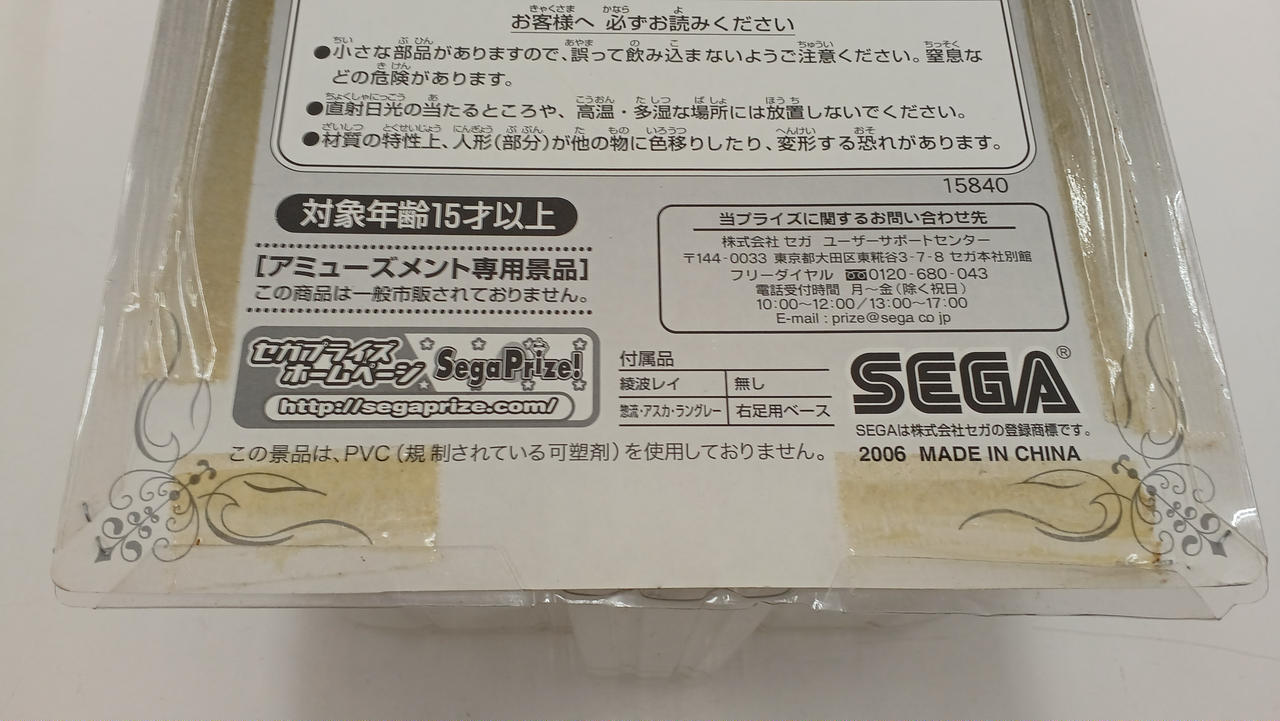 お客様へ 必ずお読みください
●小さな部品がありますので、誤って飲み込まないようご注意ください。窒息な
どの危険があります。
●直射日光の当たるところや、高温・多湿な場所には放置しないでください。
●材質の特性上、人形(部分)が他の物に色移りしたり、変形する恐れがあります。
15840
対象年齢15才以上
[アミューズメント専用景品]
この商品は一般市販されておりません。
当プライズに関するお問い合わせ先
株式会社 セガ ユーザーサポートセンター
〒144-0033 東京都大田区東糀谷3-7-8 セガ本社別館
フリーダイヤル 0120-680-043
電話受付時間 月〜金(除く祝日)
10:00〜12:00/13:00〜17:00
E-mail : prize@sega co jp
セガプライズ
ホームページ
SegaPrize!
http://segaprize.com/
付属品
綾波レイ 無し
惣流・アスカ・ラングレー 右足用ベース
SEGA®
SEGAは株式会社セガの登録商標です。
2006 MADE IN CHINA
この景品は、PVC(規制されている可塑剤)を使用しておりません。